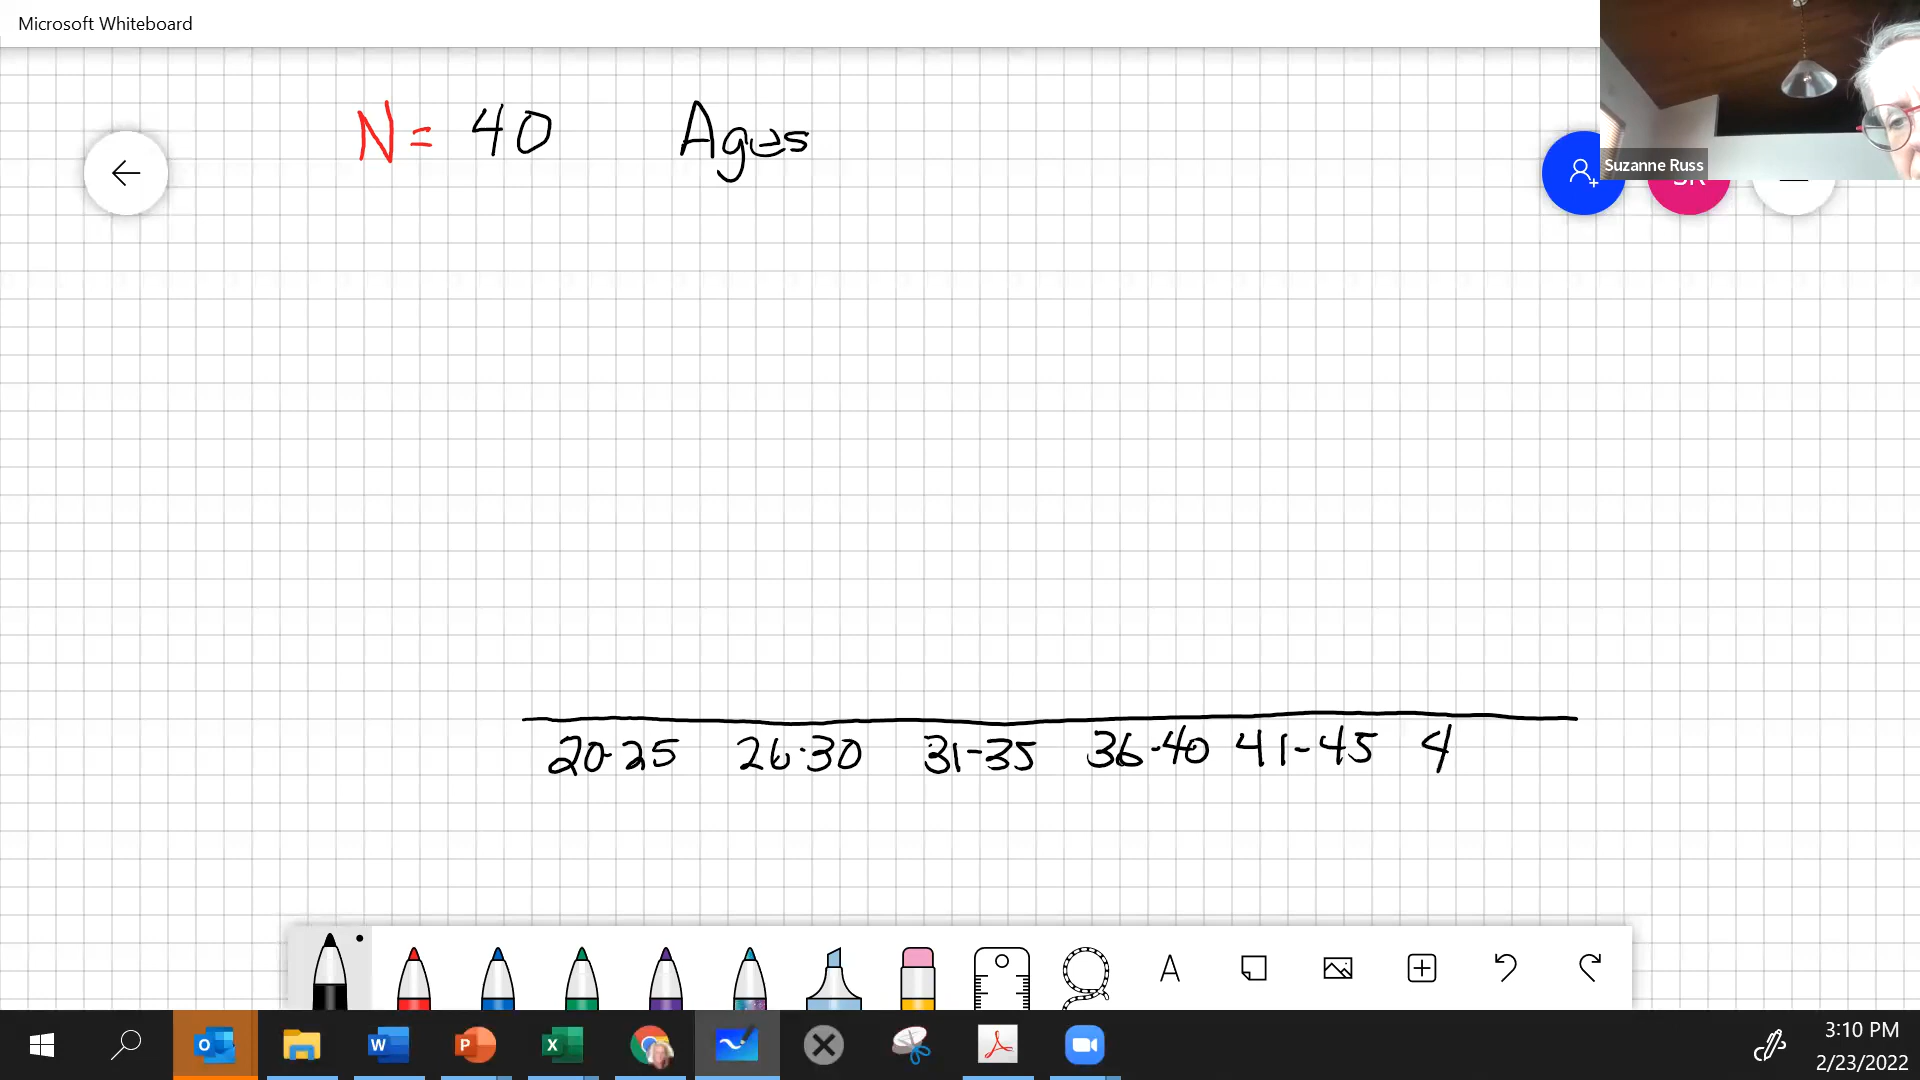 Microsoft Whiteboard
N= 40 Ages
Suzanne Russ
20-25 26-30 31-35 36-40 41-45 4
A
3:10 PM
2/23/2022